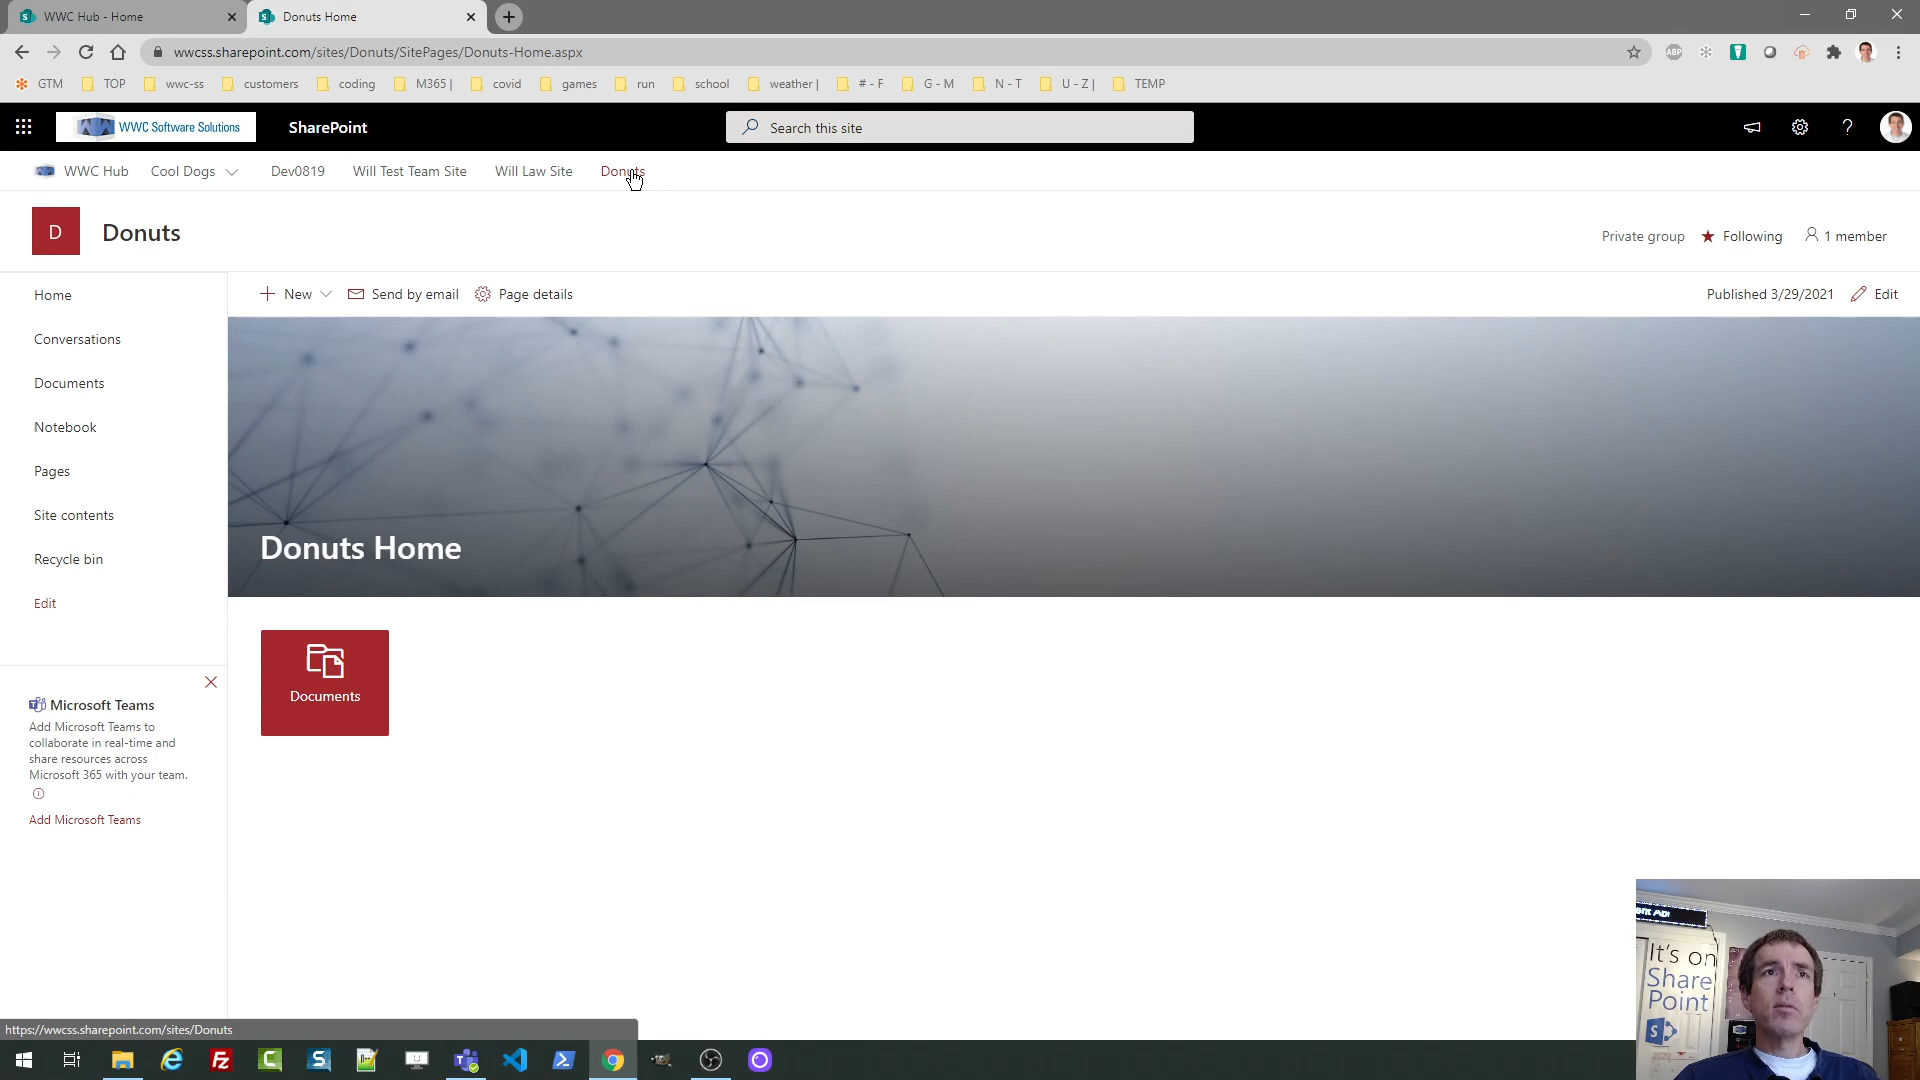 WWC Hub - Home
Donuts Home
wwcss.sharepoint.com/sites/Donuts/SitePages/Donuts-Home.aspx
ABP
GTM TOP wwc-ss customers coding M365 | covid games run school weather | # - F G - M N - T U - Z | TEMP
WWC Software Solutions SharePoint Search this site
WWC Hub Cool Dogs Dev0819 Will Test Team Site Will Law Site Donuts
D Donuts
Private group Following 1 member
Home
Conversations
Documents
Notebook
Pages
Site contents
Recycle bin
Edit
New Send by email Page details Published 3/29/2021 Edit
Donuts Home
Documents
Microsoft Teams
Add Microsoft Teams to
collaborate in real-time and
share resources across
Microsoft 365 with your team.
Add Microsoft Teams
It's on
Share
Point
S
https://wwcss.sharepoint.com/sites/Donuts